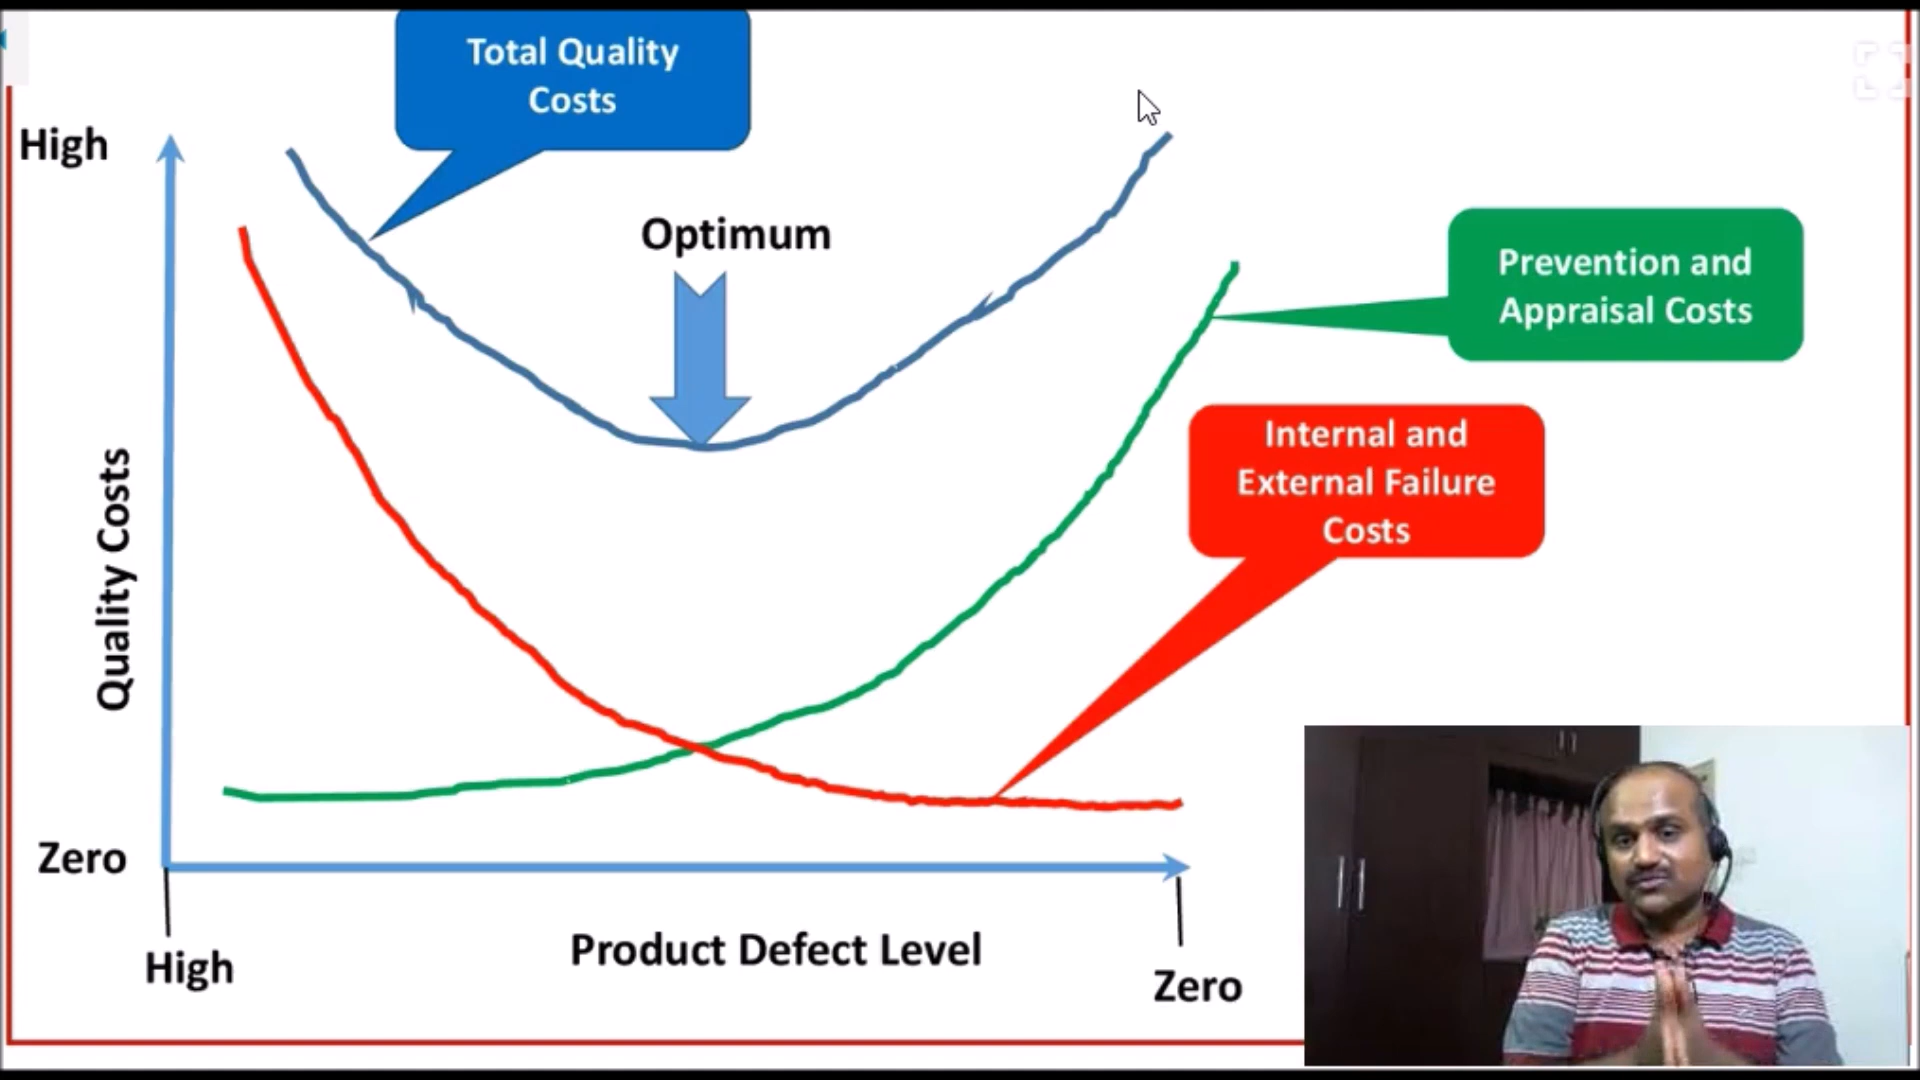 Total Quality
Costs
High
Optimum
Prevention and
Appraisal Costs
Internal and
External Failure
Costs
Quality Costs
Zero
High
Product Defect Level
Zero